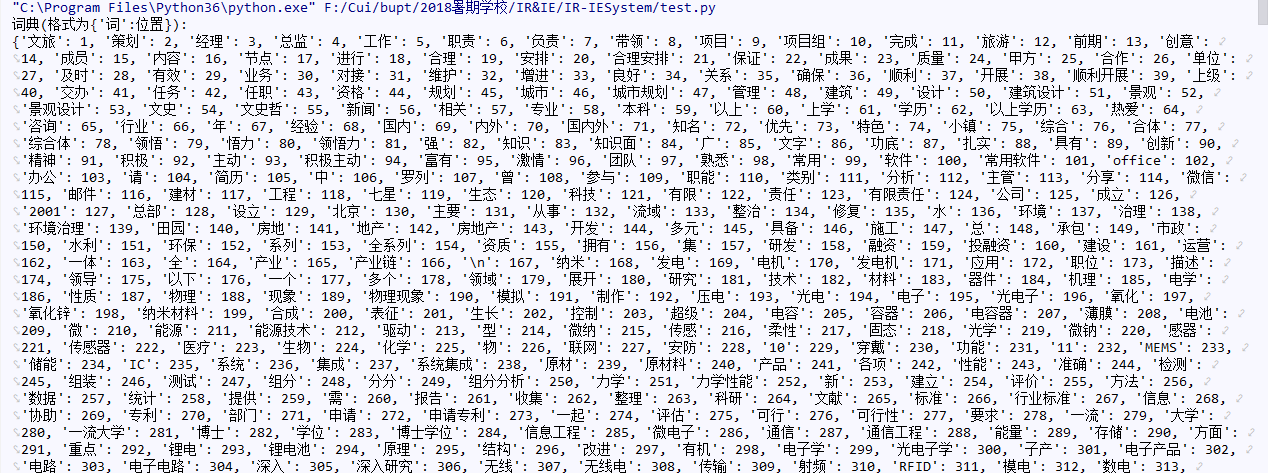 "C:\Program Files\Python36\python.exe" F:/Cui/bupt/2018暑期学校/IR&IE/IR-IESystem/test.py
词典(格式为{'词':位置}):
{'文旅': 1, '策划': 2, '经理': 3, '总监': 4, '工作': 5, '职责': 6, '负责': 7, '带领': 8, '项目': 9, '项目组': 10, '完成': 11, '旅游': 12, '前期': 13, '创意':
14, '成员': 15, '内容': 16, '节点': 17, '进行': 18, '合理': 19, '安排': 20, '合理安排': 21, '保证': 22, '成果': 23, '质量': 24, '甲方': 25, '合作': 26, '单位':
27, '及时': 28, '有效': 29, '业务': 30, '对接': 31, '维护': 32, '增进': 33, '良好': 34, '关系': 35, '确保': 36, '顺利': 37, '开展': 38, '顺利开展': 39, '上级':
40, '交办': 41, '任务': 42, '任职': 43, '资格': 44, '规划': 45, '城市': 46, '城市规划': 47, '管理': 48, '建筑': 49, '设计': 50, '建筑设计': 51, '景观': 52,
'景观设计': 53, '文史': 54, '文史哲': 55, '新闻': 56, '相关': 57, '专业': 58, '本科': 59, '以上': 60, '上学': 61, '学历': 62, '以上学历': 63, '热爱': 64,
'咨询': 65, '行业': 66, '年': 67, '经验': 68, '国内': 69, '内外': 70, '国内外': 71, '知名': 72, '优先': 73, '特色': 74, '小镇': 75, '综合': 76, '合体': 77,
'综合体': 78, '领悟': 79, '悟力': 80, '领悟力': 81, '强': 82, '知识': 83, '知识面': 84, '广': 85, '文字': 86, '功底': 87, '扎实': 88, '具有': 89, '创新': 90,
'精神': 91, '积极': 92, '主动': 93, '积极主动': 94, '富有': 95, '激情': 96, '团队': 97, '熟悉': 98, '常用': 99, '软件': 100, '常用软件': 101, 'office': 102,
'办公': 103, '请': 104, '简历': 105, '中': 106, '罗列': 107, '曾': 108, '参与': 109, '职能': 110, '类别': 111, '分析': 112, '主管': 113, '分享': 114, '微信':
115, '邮件': 116, '建材': 117, '工程': 118, '七星': 119, '生态': 120, '科技': 121, '有限': 122, '责任': 123, '有限责任': 124, '公司': 125, '成立': 126,
'2001': 127, '总部': 128, '设立': 129, '北京': 130, '主要': 131, '从事': 132, '流域': 133, '整治': 134, '修复': 135, '水': 136, '环境': 137, '治理': 138,
'环境治理': 139, '田园': 140, '房地': 141, '地产': 142, '房地产': 143, '开发': 144, '多元': 145, '具备': 146, '施工': 147, '总': 148, '承包': 149, '市政':
150, '水利': 151, '环保': 152, '系列': 153, '全系列': 154, '资质': 155, '拥有': 156, '集': 157, '研发': 158, '融资': 159, '投融资': 160, '建设': 161, '运营':
162, '一体': 163, '全': 164, '产业': 165, '产业链': 166, '\n': 167, '纳米': 168, '发电': 169, '电机': 170, '发电机': 171, '应用': 172, '职位': 173, '描述':
174, '领导': 175, '以下': 176, '一个': 177, '多个': 178, '领域': 179, '展开': 180, '研究': 181, '技术': 182, '材料': 183, '器件': 184, '机理': 185, '电学':
186, '性质': 187, '物理': 188, '现象': 189, '物理现象': 190, '模拟': 191, '制作': 192, '压电': 193, '光电': 194, '电子': 195, '光电子': 196, '氧化': 197,
'氧化锌': 198, '纳米材料': 199, '合成': 200, '表征': 201, '生长': 202, '控制': 203, '超级': 204, '电容': 205, '容器': 206, '电容器': 207, '薄膜': 208, '电池':
209, '微': 210, '能源': 211, '能源技术': 212, '驱动': 213, '型': 214, '微纳': 215, '传感': 216, '柔性': 217, '固态': 218, '光学': 219, '微钠': 220, '感器':
221, '传感器': 222, '医疗': 223, '生物': 224, '化学': 225, '物': 226, '联网': 227, '安防': 228, '10': 229, '穿戴': 230, '功能': 231, '11': 232, 'MEMS': 233,
'储能': 234, 'IC': 235, '系统': 236, '集成': 237, '系统集成': 238, '原材': 239, '原材料': 240, '产品': 241, '各项': 242, '性能': 243, '准确': 244, '检测':
245, '组装': 246, '测试': 247, '组分': 248, '分分': 249, '组分分析': 250, '力学': 251, '力学性能': 252, '新': 253, '建立': 254, '评价': 255, '方法': 256,
'数据': 257, '统计': 258, '提供': 259, '需': 260, '报告': 261, '收集': 262, '整理': 263, '科研': 264, '文献': 265, '标准': 266, '行业标准': 267, '信息': 268,
'协助': 269, '专利': 270, '部门': 271, '申请': 272, '申请专利': 273, '一起': 274, '评估': 275, '可行': 276, '可行性': 277, '要求': 278, '一流': 279, '大学':
280, '一流大学': 281, '博士': 282, '学位': 283, '博士学位': 284, '信息工程': 285, '微电子': 286, '通信': 287, '通信工程': 288, '能量': 289, '存储': 290, '方面':
291, '重点': 292, '锂电': 293, '锂电池': 294, '原理': 295, '结构': 296, '改进': 297, '有机': 298, '电子学': 299, '光电子学': 300, '子产': 301, '电子产品': 302,
'电路': 303, '电子电路': 304, '深入': 305, '深入研究': 306, '无线': 307, '无线电': 308, '传输': 309, '射频': 310, 'RFID': 311, '模电': 312, '数电': 313,